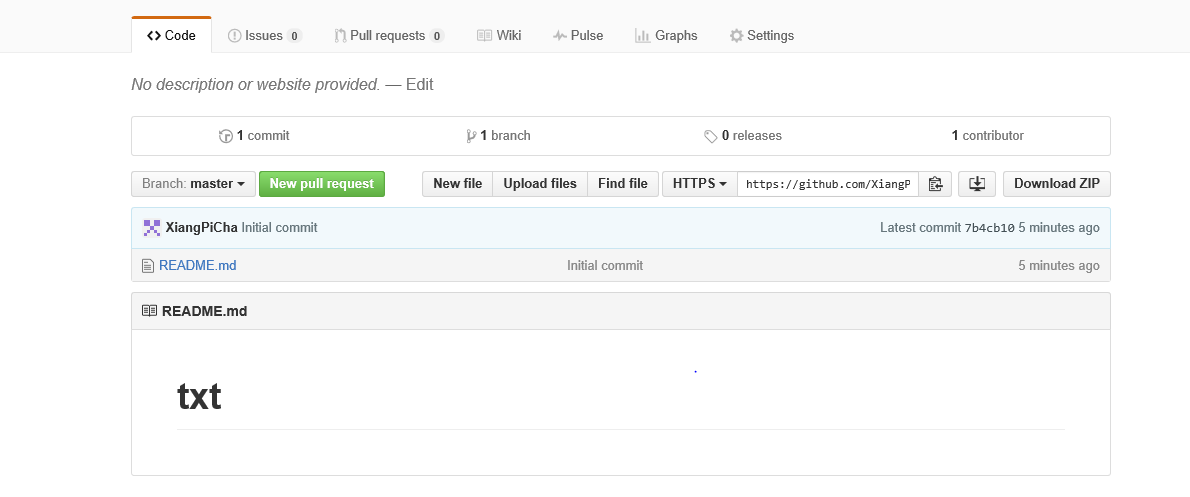 Code Issues 0 Pull requests 0 Wiki Pulse Graphs Settings
No description or website provided. — Edit
1 commit 1 branch 0 releases 1 contributor
Branch: master New pull request New file Upload files Find file HTTPS https://github.com/XiangP Download ZIP
XiangPiCha Initial commit Latest commit 7b4cb10 5 minutes ago
README.md Initial commit 5 minutes ago
README.md
txt